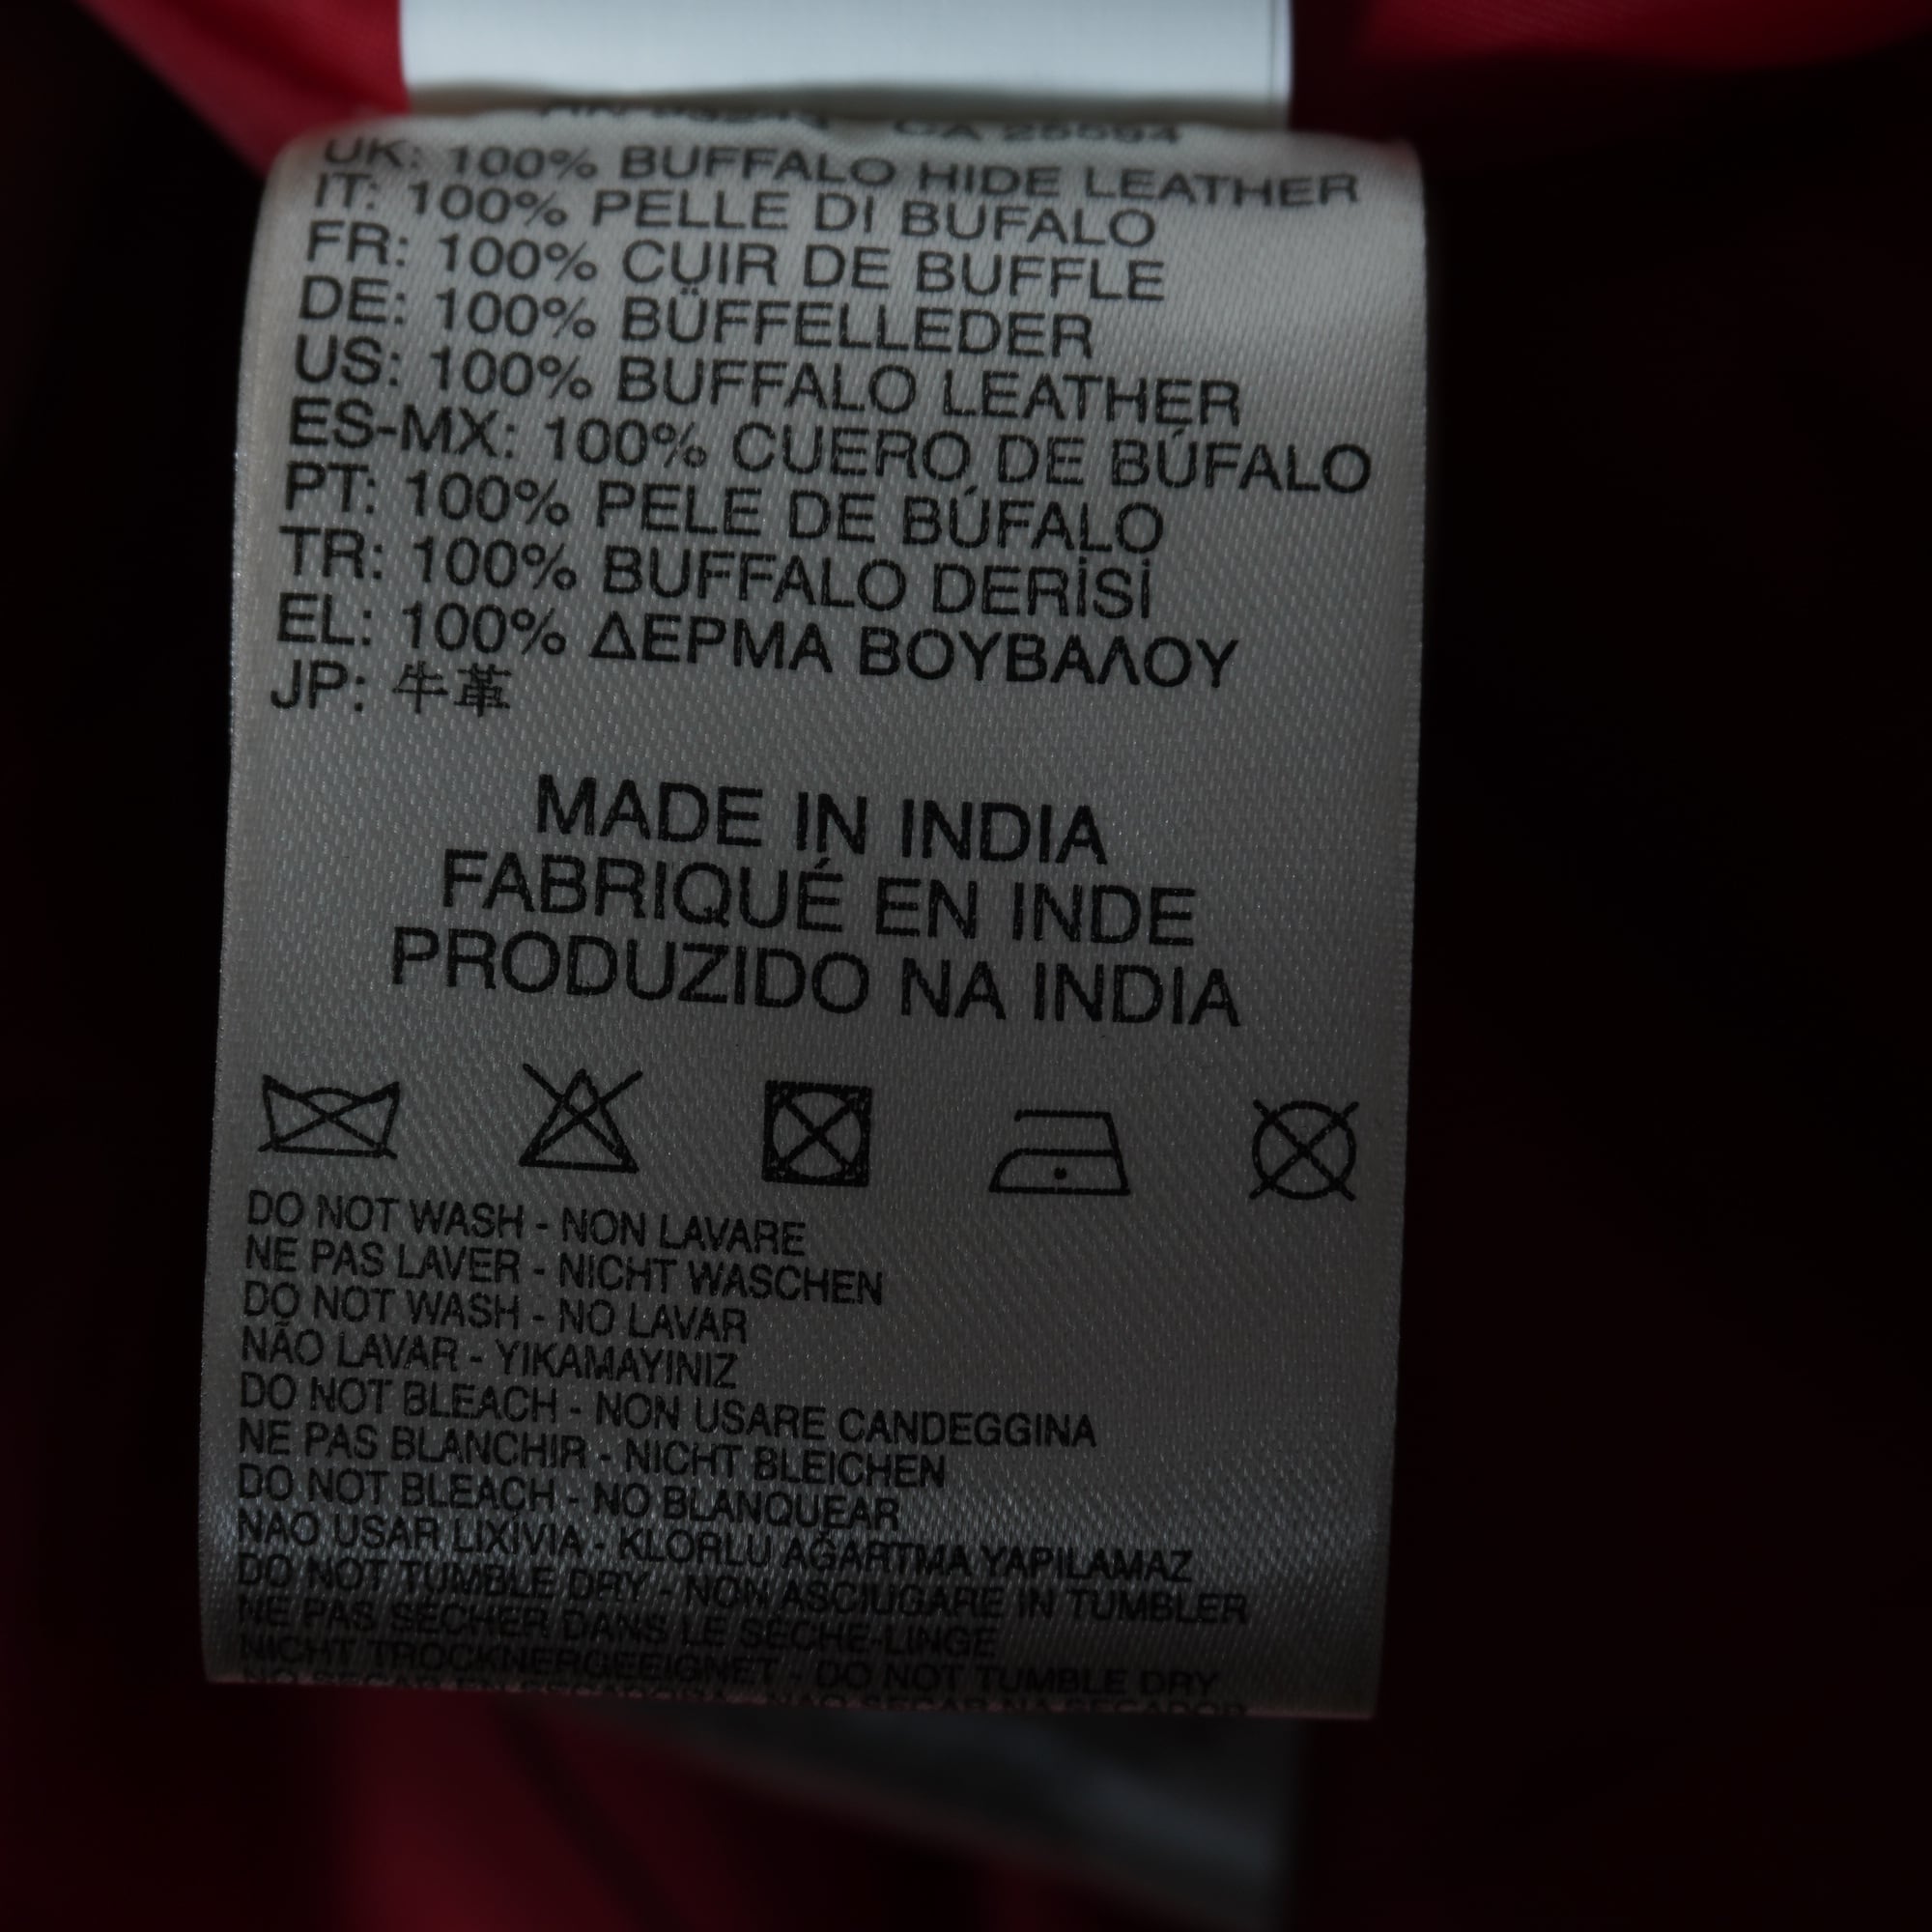 CA 25594
UK: 100% BUFFALO HIDE LEATHER
IT: 100% PELLE DI BUFALO
FR: 100% CUIR DE BUFFLE
DE: 100% BÜFFELLEDER
US: 100% BUFFALO LEATHER
ES-MX: 100% CUERO DE BÚFALO
PT: 100% PELE DE BÚFALO
TR: 100% BUFFALO DERİSİ
EL: 100% ΔΕΡΜΑ ΒΟΥΒΑΛΟΥ
JP: 牛革
MADE IN INDIA
FABRIQUÉ EN INDE
PRODUZIDO NA INDIA
DO NOT WASH - NON LAVARE
NE PAS LAVER - NICHT WASCHEN
DO NOT WASH - NO LAVAR
NÃO LAVAR - YIKAMAYINIZ
DO NOT BLEACH - NON USARE CANDEGGINA
NE PAS BLANCHIR - NICHT BLEICHEN
DO NOT BLEACH - NO BLANQUEAR
NAO USAR LIXÍVIA - KLORLU AĞARTMA YAPILAMAZ
DO NOT TUMBLE DRY - NON ASCIUGARE IN TUMBLER
NE PAS SÉCHER DANS LE SÈCHE-LINGE
NICHT TROCKNERGEEIGNET - DO NOT TUMBLE DRY